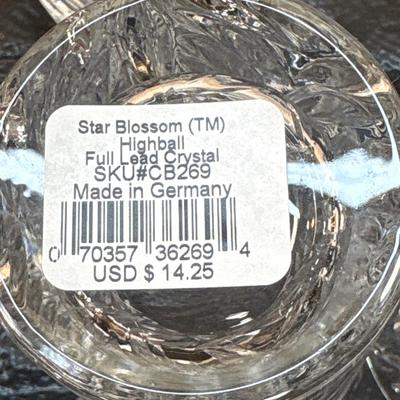 Star Blossom (TM)
Highball
Full Lead Crystal
SKU#CB269
Made in Germany
0 70357 36269 4
USD $ 14.25